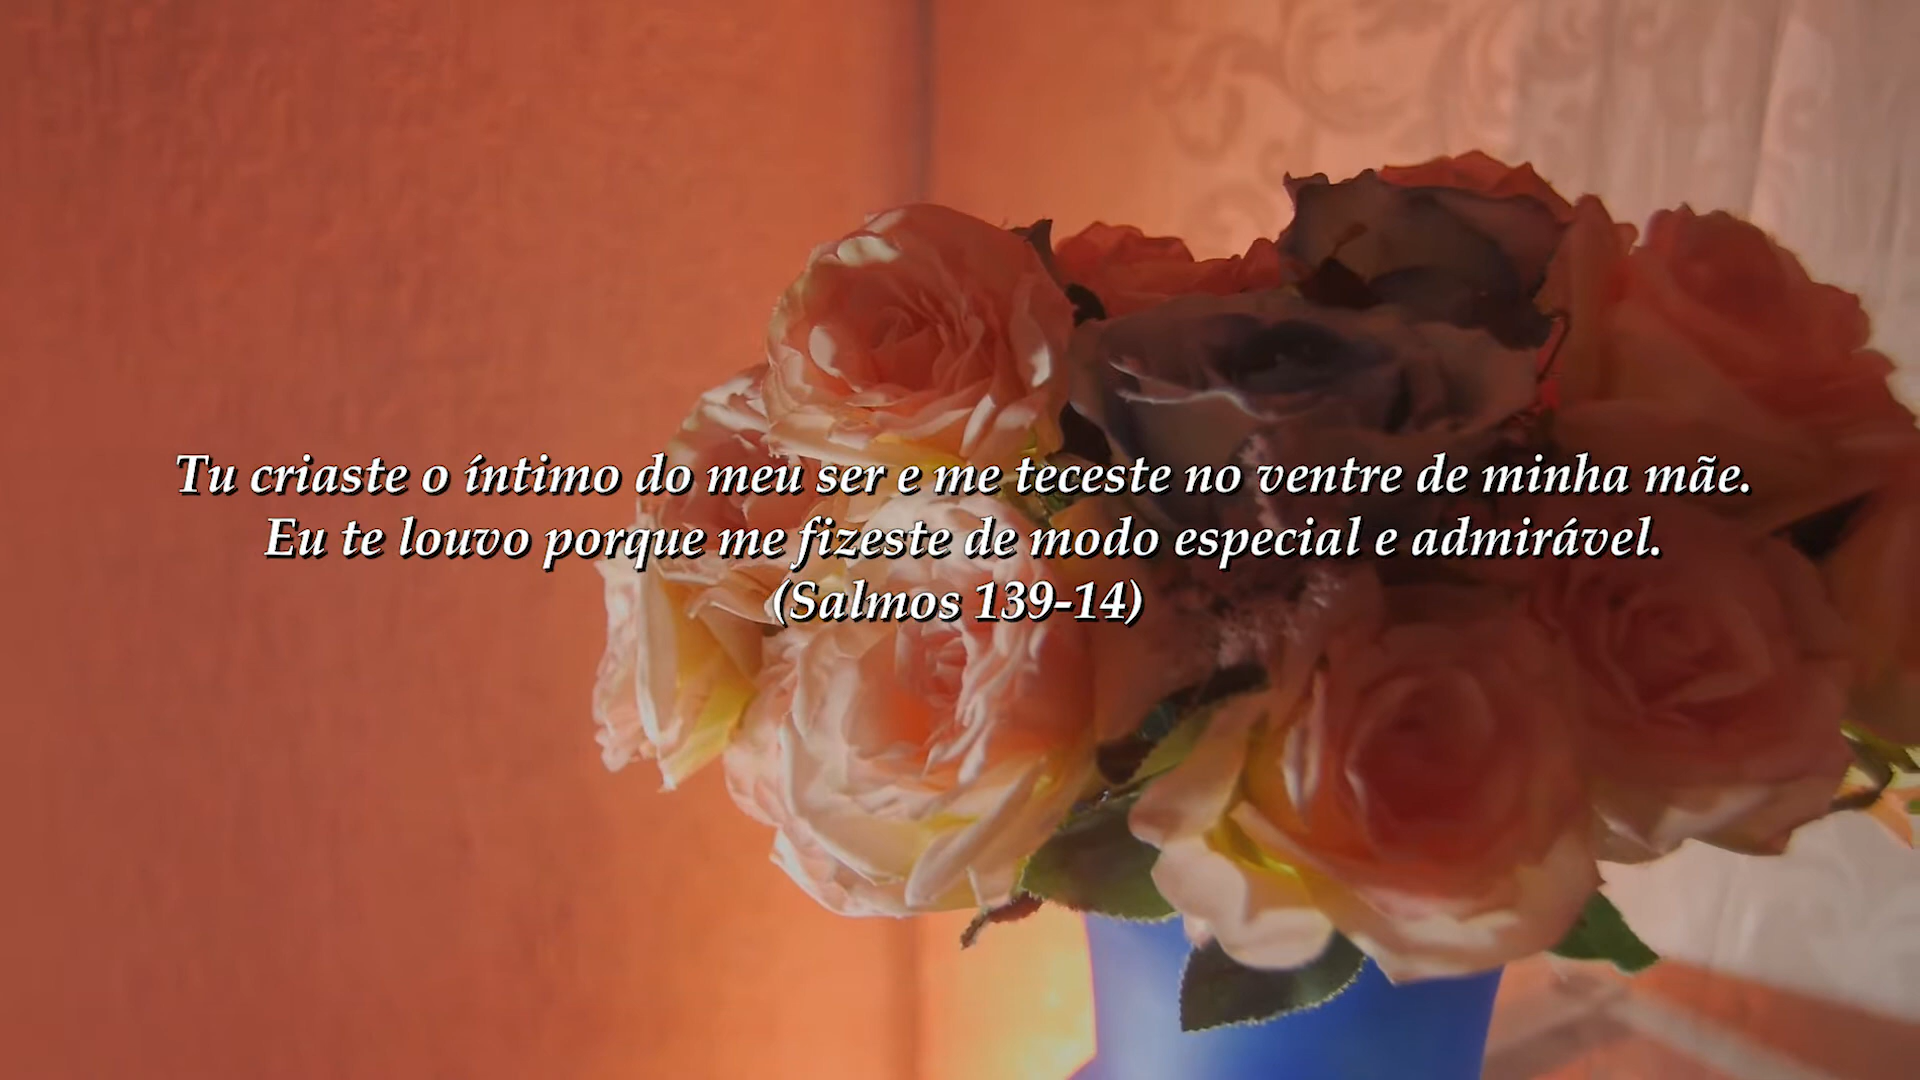 Tu criaste o íntimo do meu ser e me teceste no ventre de minha mãe.
Eu te louvo porque me fizeste de modo especial e admirável.
(Salmos 139-14)